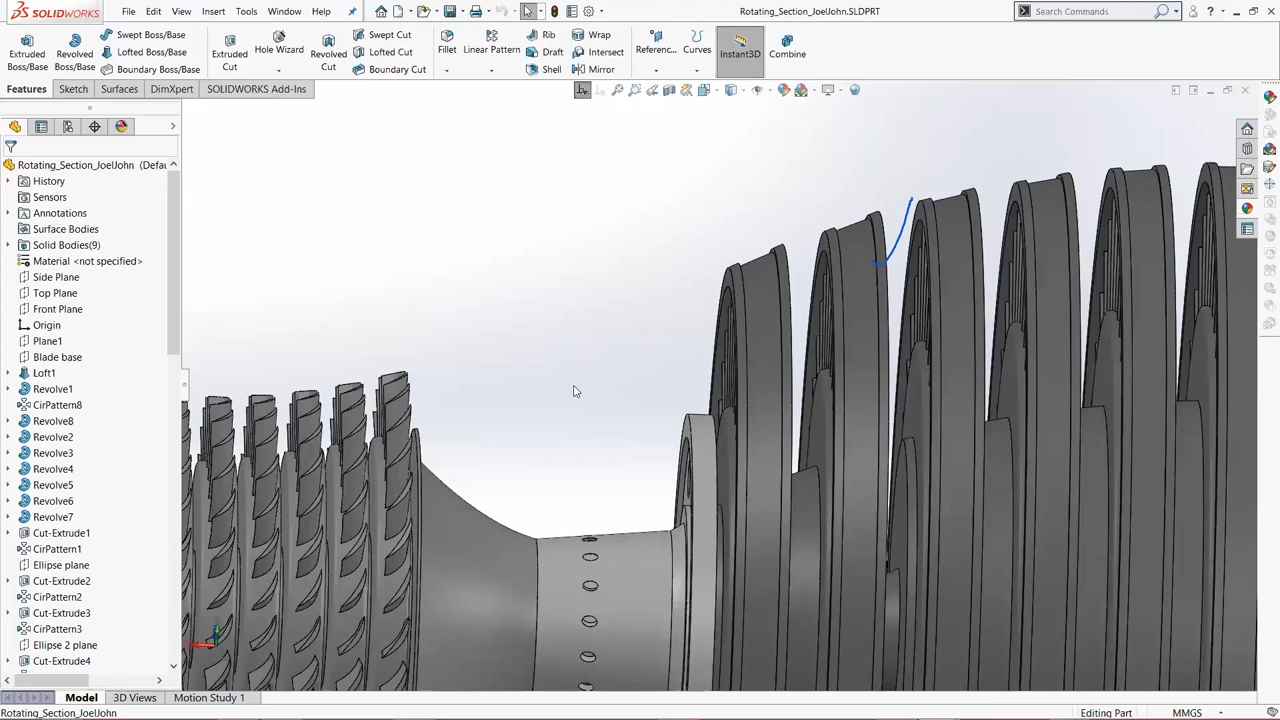 SOLIDWORKS
File Edit View Insert Tools Window Help
Rotating_Section_JoelJohn.SLDPRT
Search Commands
Extruded Boss/Base
Revolved Boss/Base
Swept Boss/Base
Lofted Boss/Base
Boundary Boss/Base
Extruded Cut
Hole Wizard
Revolved Cut
Swept Cut
Lofted Cut
Boundary Cut
Fillet
Linear Pattern
Rib
Draft
Shell
Wrap
Intersect
Mirror
Referenc...
Curves
Instant3D
Combine
Features Sketch Surfaces DimXpert SOLIDWORKS Add-Ins
Rotating_Section_JoelJohn (Defau
History
Sensors
Annotations
Surface Bodies
Solid Bodies(9)
Material <not specified>
Side Plane
Top Plane
Front Plane
Origin
Plane1
Blade base
Loft1
Revolve1
CirPattern8
Revolve8
Revolve2
Revolve3
Revolve4
Revolve5
Revolve6
Revolve7
Cut-Extrude1
CirPattern1
Ellipse plane
Cut-Extrude2
CirPattern2
Cut-Extrude3
CirPattern3
Ellipse 2 plane
Cut-Extrude4
Model 3D Views Motion Study 1
Rotating_Section_JoelJohn
Editing Part MMGS